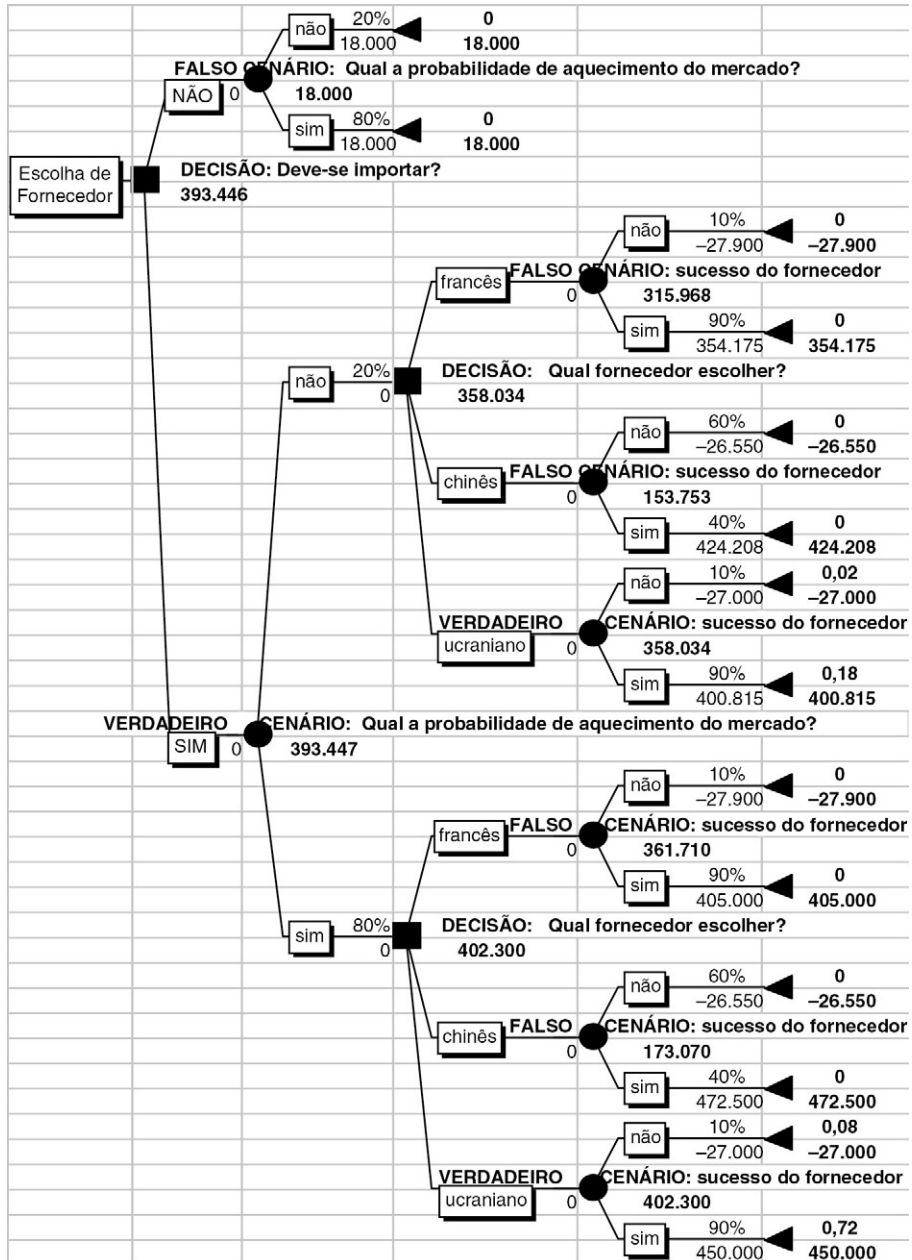 não 20% 0
18.000 18.000
FALSO CENÁRIO: Qual a probabilidade de aquecimento do mercado?
NÃO 0 18.000
sim 80% 0
18.000 18.000
Escolha de Fornecedor
DECISÃO: Deve-se importar?
393.446
não 10% 0
–27.900 –27.900
francês FALSO CENÁRIO: sucesso do fornecedor
0 315.968
sim 90% 0
354.175 354.175
não 20% DECISÃO: Qual fornecedor escolher?
0 358.034
não 60% 0
–26.550 –26.550
chinês FALSO CENÁRIO: sucesso do fornecedor
0 153.753
sim 40% 0
424.208 424.208
não 10% 0,02
–27.000 –27.000
VERDADEIRO CENÁRIO: sucesso do fornecedor
ucraniano 0 358.034
sim 90% 0,18
400.815 400.815
VERDADEIRO CENÁRIO: Qual a probabilidade de aquecimento do mercado?
SIM 0 393.447
não 10% 0
–27.900 –27.900
francês FALSO CENÁRIO: sucesso do fornecedor
0 361.710
sim 90% 0
405.000 405.000
sim 80% DECISÃO: Qual fornecedor escolher?
0 402.300
não 60% 0
–26.550 –26.550
chinês FALSO CENÁRIO: sucesso do fornecedor
0 173.070
sim 40% 0
472.500 472.500
não 10% 0,08
–27.000 –27.000
VERDADEIRO CENÁRIO: sucesso do fornecedor
ucraniano 0 402.300
sim 90% 0,72
450.000 450.000